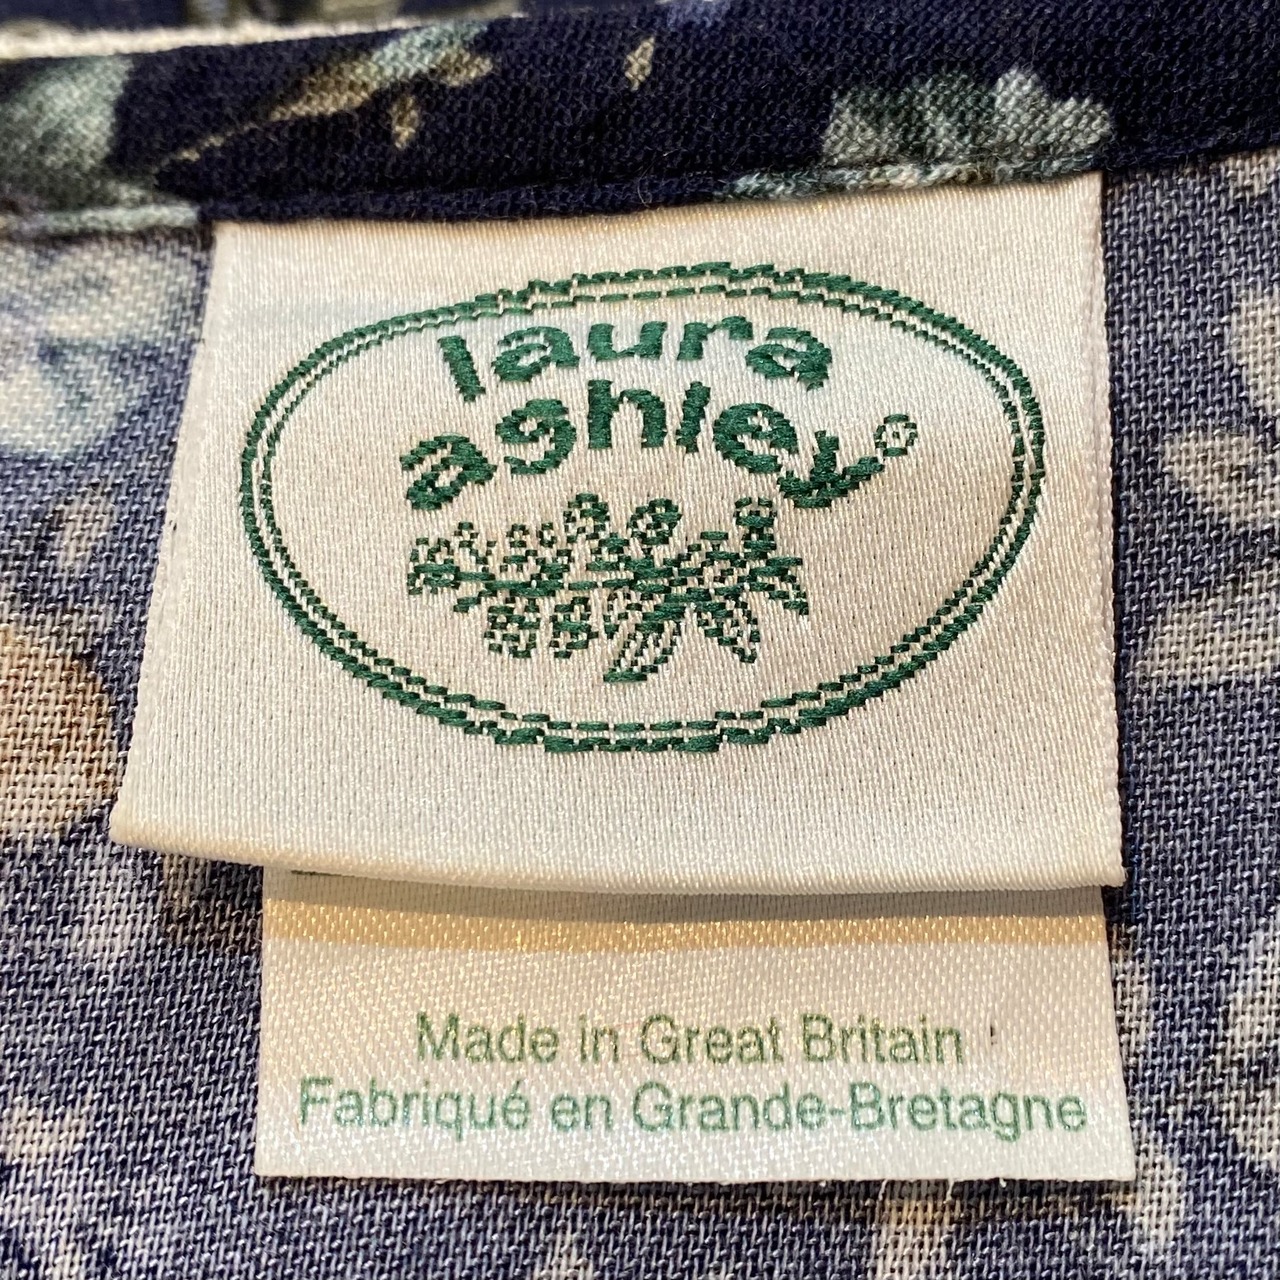 laura
ashley®
Made in Great Britain
Fabriqué en Grande-Bretagne